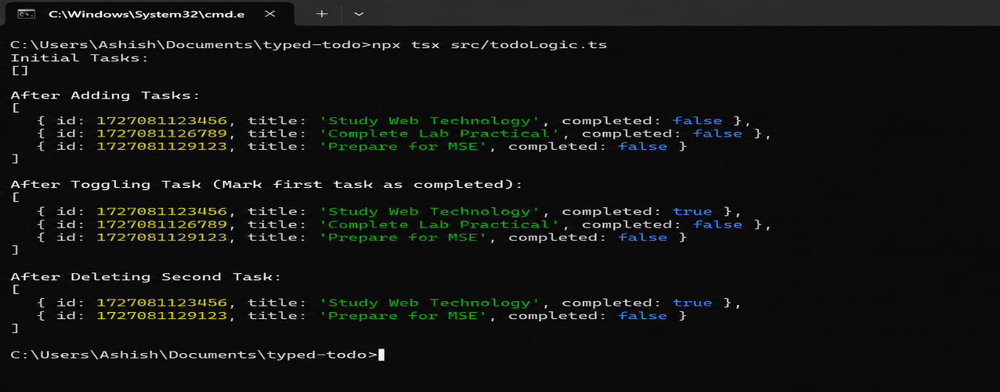 C:\Windows\System32\cmd.e
C:\Users\Ashish\Documents\typed-todo>npx tsx src/todoLogic.ts
Initial Tasks:
[]
After Adding Tasks:
[
{ id: 1727081123456, title: 'Study Web Technology', completed: false },
{ id: 1727081126789, title: 'Complete Lab Practical', completed: false },
{ id: 1727081129123, title: 'Prepare for MSE', completed: false }
]
After Toggling Task (Mark first task as completed):
[
{ id: 1727081123456, title: 'Study Web Technology', completed: true },
{ id: 1727081126789, title: 'Complete Lab Practical', completed: false },
{ id: 1727081129123, title: 'Prepare for MSE', completed: false }
]
After Deleting Second Task:
[
{ id: 1727081123456, title: 'Study Web Technology', completed: true },
{ id: 1727081129123, title: 'Prepare for MSE', completed: false }
]
C:\Users\Ashish\Documents\typed-todo>